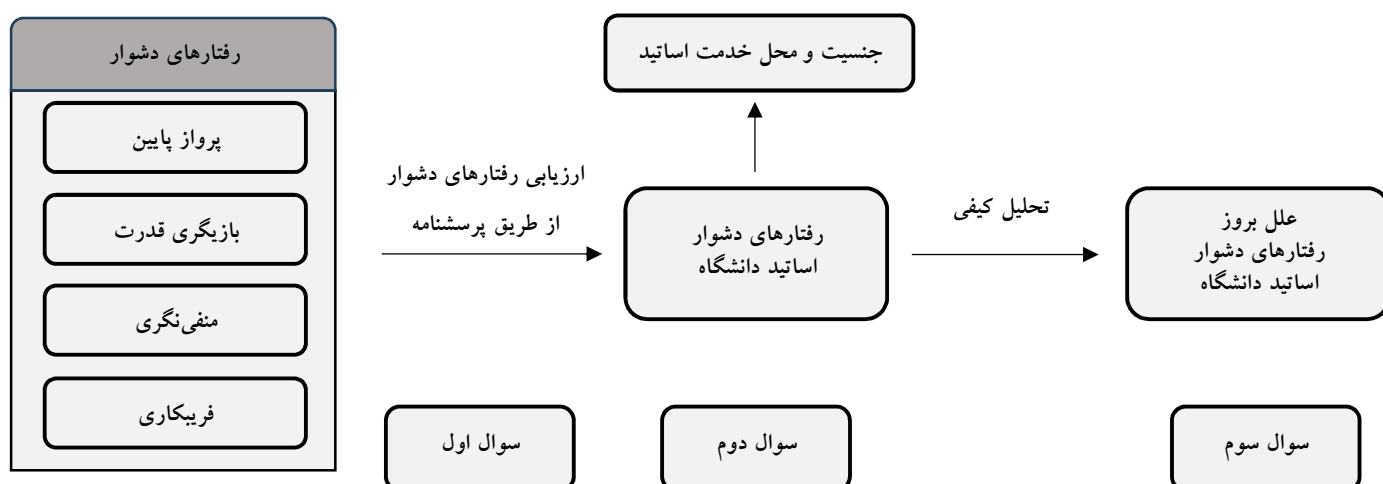 رفتارهای دشوار
پرواز پایین
بازیگری قدرت
منفی‌نگری
فریبکاری
ارزیابی رفتارهای دشوار
از طریق پرسشنامه
جنسیت و محل خدمت اساتید
رفتارهای دشوار
اساتید دانشگاه
تحلیل کیفی
علل بروز
رفتارهای دشوار
اساتید دانشگاه
سوال اول
سوال دوم
سوال سوم